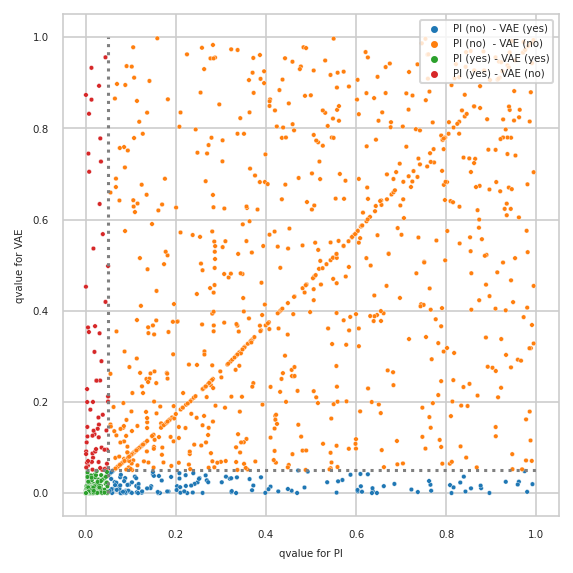 PI (no)  - VAE (yes)
PI (no)  - VAE (no)
PI (yes) - VAE (yes)
PI (yes) - VAE (no)
1.0
0.8
0.6
0.4
0.2
0.0
qvalue for VAE
0.0 0.2 0.4 0.6 0.8 1.0
qvalue for PI